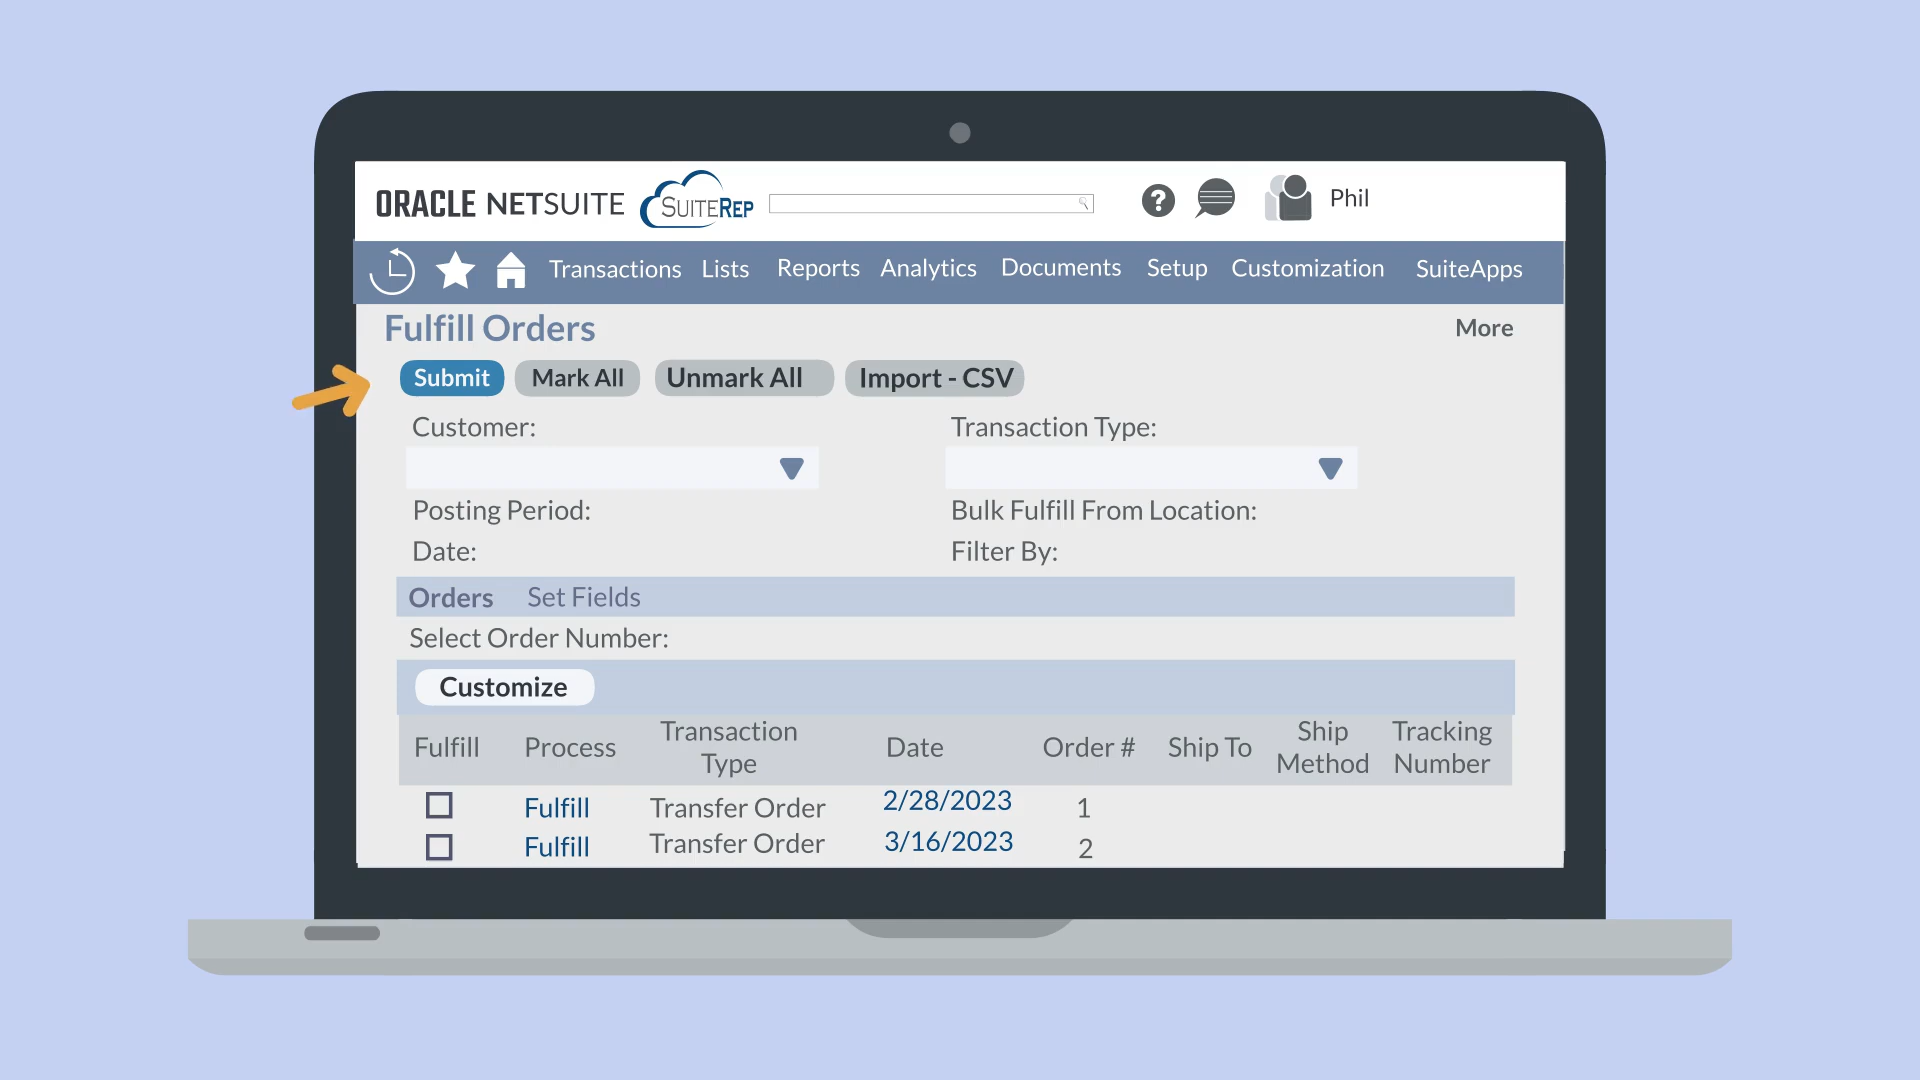 ORACLE NETSUITE SUITEREP ? Phil
Transactions Lists Reports Analytics Documents Setup Customization SuiteApps
Fulfill Orders More
Submit Mark All Unmark All Import - CSV
Customer: Transaction Type:
Posting Period: Bulk Fulfill From Location:
Date: Filter By:
Orders Set Fields
Select Order Number:
Customize
Fulfill Process Transaction Type Date Order # Ship To Ship Method Tracking Number
Fulfill Transfer Order 2/28/2023 1
Fulfill Transfer Order 3/16/2023 2